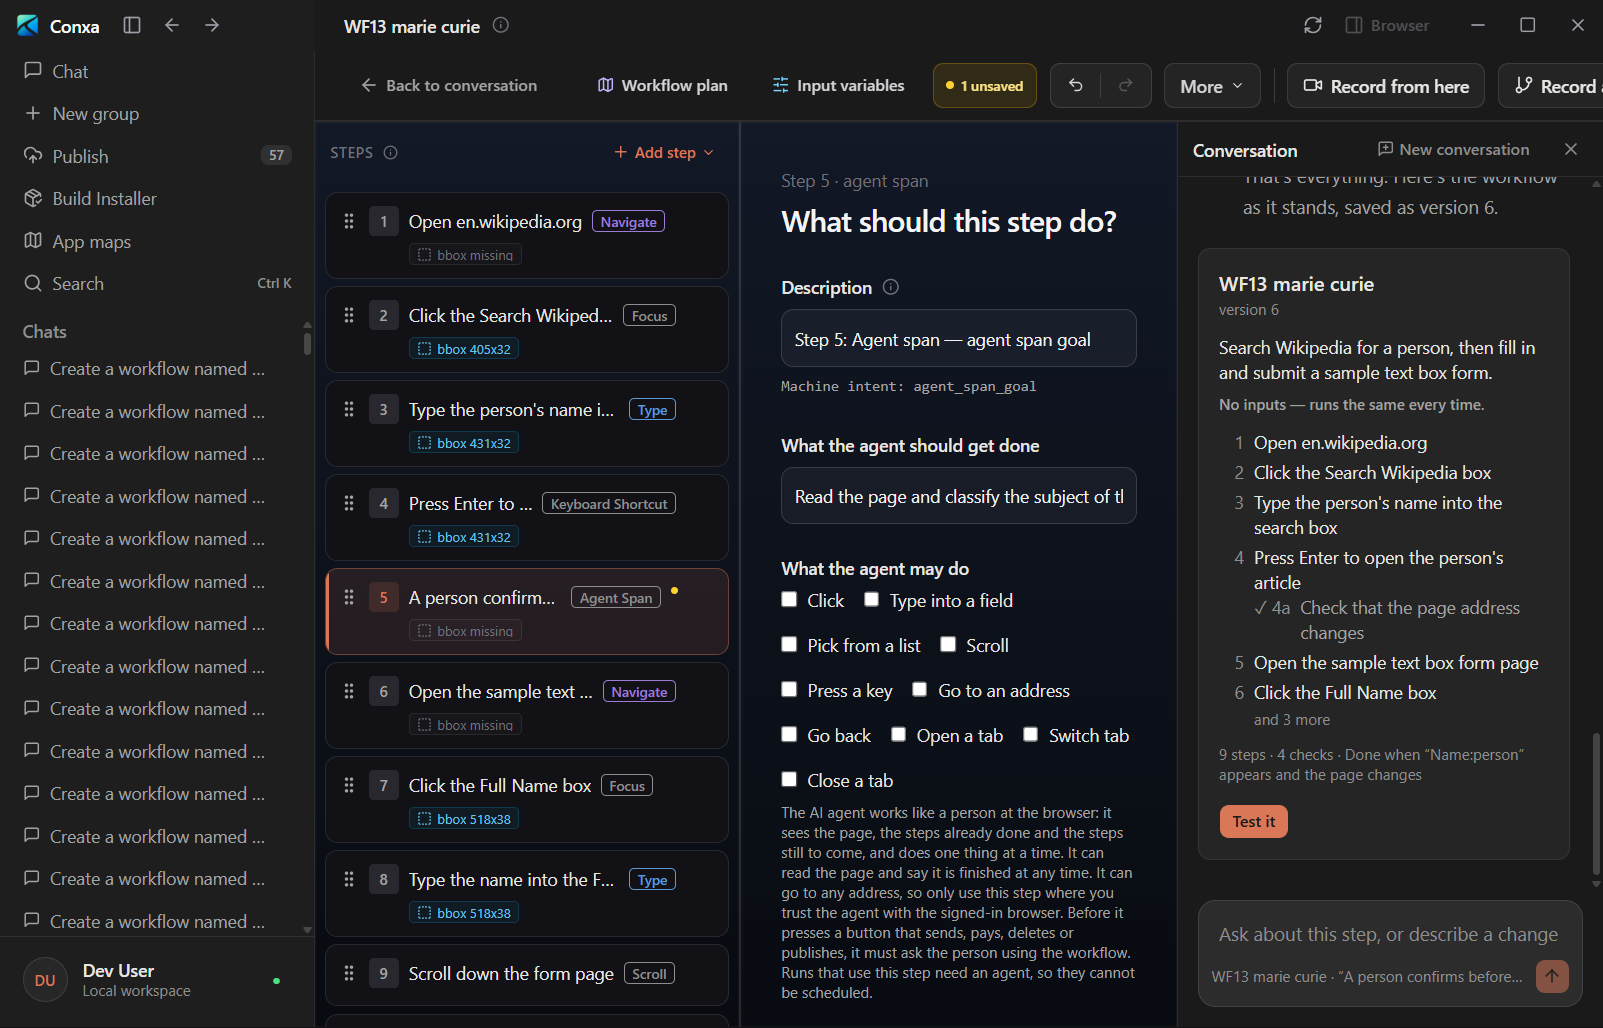 Conxa
WF13 marie curie
Browser
Chat
New group
Publish
57
Build Installer
App maps
Search
Ctrl K
Chats
Create a workflow named ...
Create a workflow named ...
Create a workflow named ...
Create a workflow named ...
Create a workflow named ...
Create a workflow named ...
Create a workflow named ...
Create a workflow named ...
Create a workflow named ...
Create a workflow named ...
Create a workflow named ...
Create a workflow named ...
Create a workflow named ...
Create a workflow named ...
DU
Dev User
Local workspace
Back to conversation
Workflow plan
Input variables
1 unsaved
More
Record from here
Record
STEPS
Add step
1 Open en.wikipedia.org Navigate
bbox missing
2 Click the Search Wikiped... Focus
bbox 405x32
3 Type the person's name i... Type
bbox 431x32
4 Press Enter to ... Keyboard Shortcut
bbox 431x32
5 A person confirm... Agent Span
bbox missing
6 Open the sample text ... Navigate
bbox missing
7 Click the Full Name box Focus
bbox 518x38
8 Type the name into the F... Type
bbox 518x38
9 Scroll down the form page Scroll
Step 5 · agent span
What should this step do?
Description
Step 5: Agent span — agent span goal
Machine intent: agent_span_goal
What the agent should get done
Read the page and classify the subject of tl
What the agent may do
Click Type into a field
Pick from a list Scroll
Press a key Go to an address
Go back Open a tab Switch tab
Close a tab
The AI agent works like a person at the browser: it
sees the page, the steps already done and the steps
still to come, and does one thing at a time. It can
read the page and say it is finished at any time. It can
go to any address, so only use this step where you
trust the agent with the signed-in browser. Before it
presses a button that sends, pays, deletes or
publishes, it must ask the person using the workflow.
Runs that use this step need an agent, so they cannot
be scheduled.
Conversation
New conversation
That's everything. Here's the workflow
as it stands, saved as version 6.
WF13 marie curie
version 6
Search Wikipedia for a person, then fill in
and submit a sample text box form.
No inputs — runs the same every time.
1 Open en.wikipedia.org
2 Click the Search Wikipedia box
3 Type the person's name into the
search box
4 Press Enter to open the person's
article
✓ 4a Check that the page address
changes
5 Open the sample text box form page
6 Click the Full Name box
and 3 more
9 steps · 4 checks · Done when “Name:person”
appears and the page changes
Test it
Ask about this step, or describe a change
WF13 marie curie · “A person confirms before...